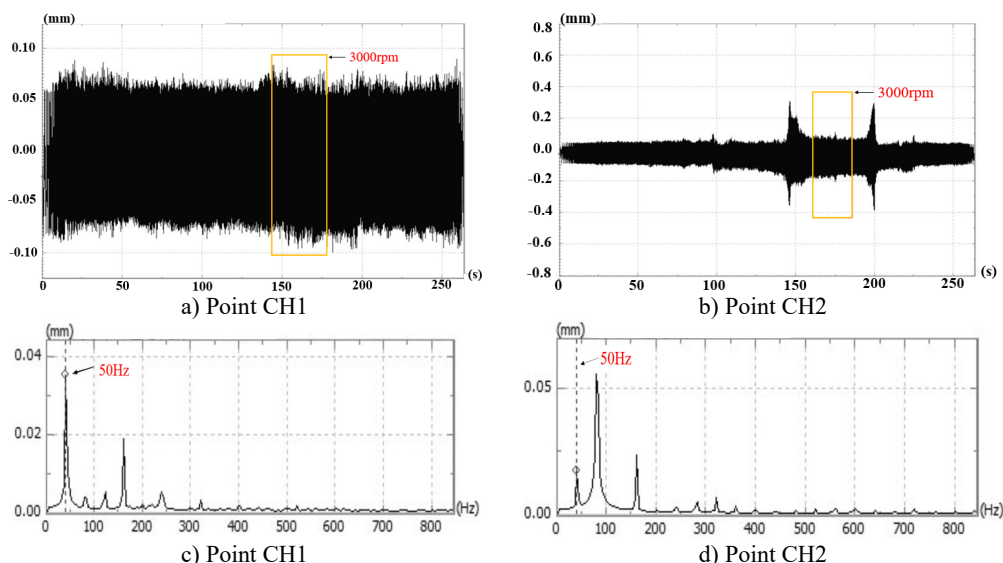 (mm)
0.10
0.05
0.00
-0.05
-0.10
3000rpm
0 50 100 150 200 250 (s)
a) Point CH1
(mm)
0.8
0.6
0.4
0.2
0.0
-0.2
-0.4
-0.6
-0.8
3000rpm
0 50 100 150 200 250 (s)
b) Point CH2
(mm)
0.04
0.02
0.00
50Hz
0 100 200 300 400 500 600 700 800 (Hz)
c) Point CH1
(mm)
0.05
0.00
50Hz
0 100 200 300 400 500 600 700 800 (Hz)
d) Point CH2